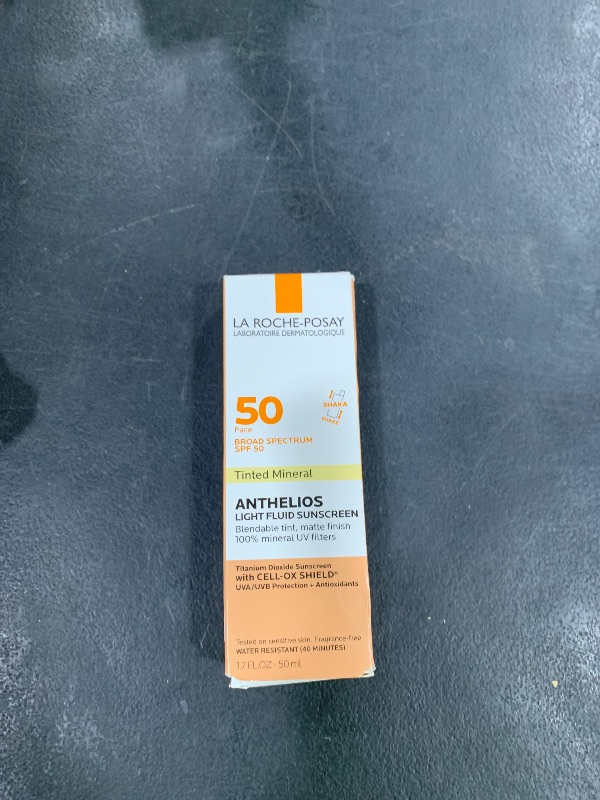 LA ROCHE-POSAY
LABORATOIRE DERMATOLOGIQUE
50
Face
BROAD SPECTRUM
SPF 50
SHAKA
SHAKE
Tinted Mineral
ANTHELIOS
LIGHT FLUID SUNSCREEN
Blendable tint, matte finish
100% mineral UV filters
Titanium Dioxide Sunscreen
with CELL-OX SHIELD®
UVA/UVB Protection + Antioxidants
Tested on sensitive skin. Fragrance-free
WATER RESISTANT (40 MINUTES)
1.7 FL.OZ - 50 ml